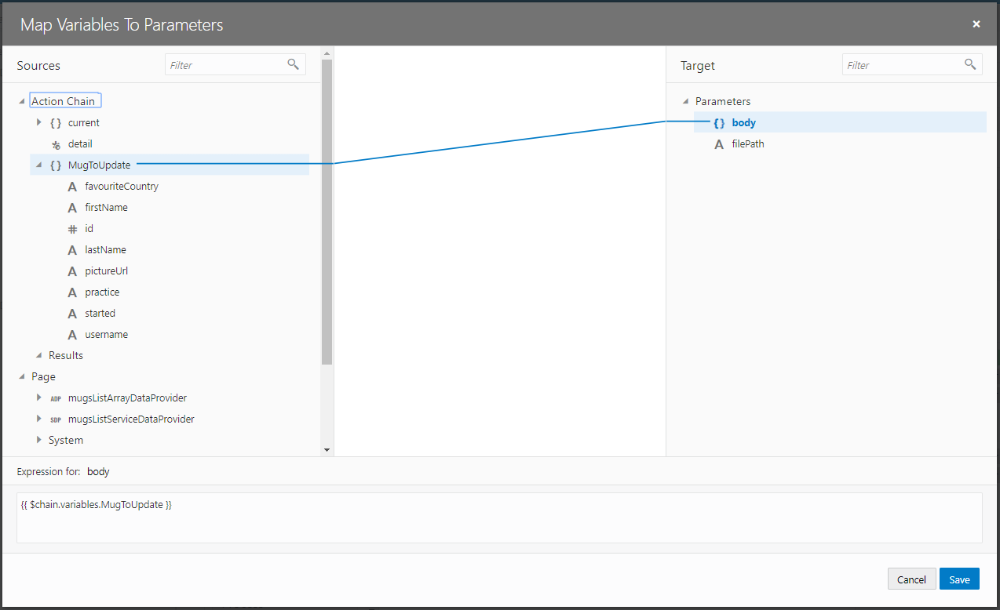 Map Variables To Parameters
Sources
Filter
Action Chain
{ } current
detail
{ } MugToUpdate
A favouriteCountry
A firstName
# id
A lastName
A pictureUrl
A practice
A started
A username
Results
Page
ADP mugsListArrayDataProvider
SDP mugsListServiceDataProvider
System
Target
Filter
Parameters
{ } body
A filePath
Expression for: body
{{ $chain.variables.MugToUpdate }}
Cancel Save